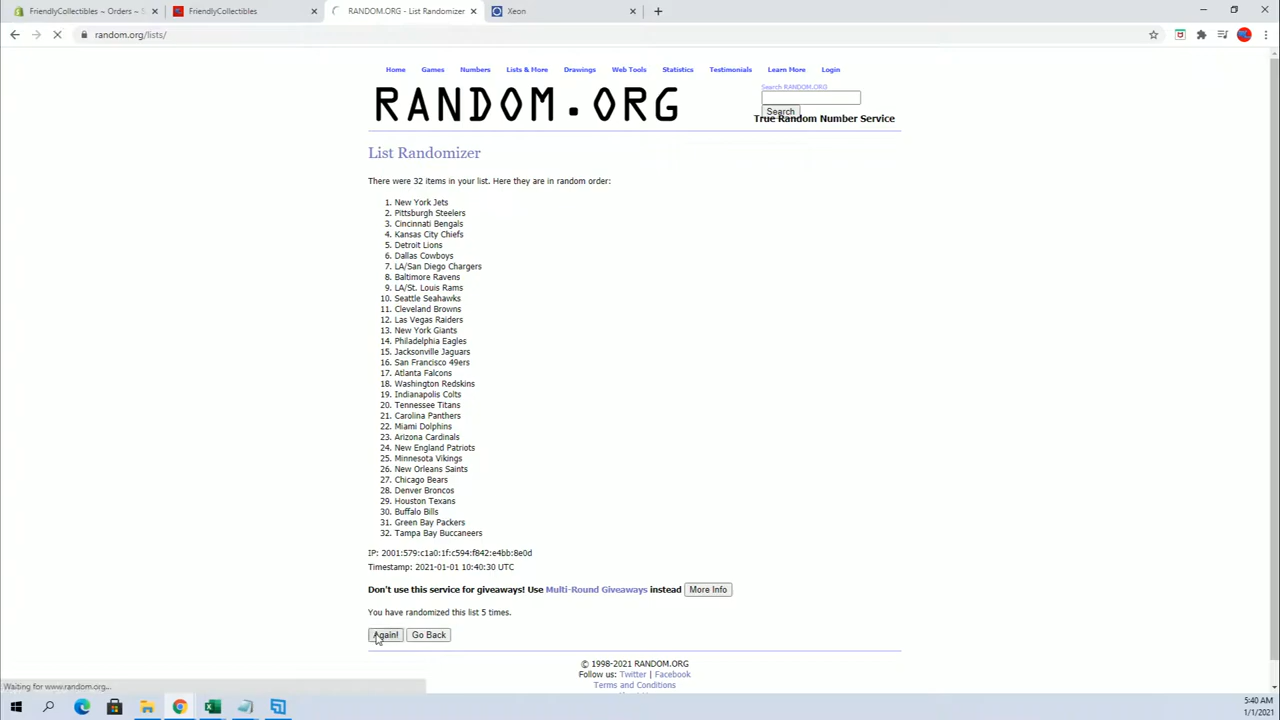 FriendlyCollectibles ~ Orders ~ S
FriendlyCollectibles
RANDOM.ORG - List Randomizer
Xeon
random.org/lists/
Home Games Numbers Lists & More Drawings Web Tools Statistics Testimonials Learn More Login
Search RANDOM.ORG
RANDOM.ORG
Search
True Random Number Service
List Randomizer
There were 32 items in your list. Here they are in random order:
1. New York Jets
2. Pittsburgh Steelers
3. Cincinnati Bengals
4. Kansas City Chiefs
5. Detroit Lions
6. Dallas Cowboys
7. LA/San Diego Chargers
8. Baltimore Ravens
9. LA/St. Louis Rams
10. Seattle Seahawks
11. Cleveland Browns
12. Las Vegas Raiders
13. New York Giants
14. Philadelphia Eagles
15. Jacksonville Jaguars
16. San Francisco 49ers
17. Atlanta Falcons
18. Washington Redskins
19. Indianapolis Colts
20. Tennessee Titans
21. Carolina Panthers
22. Miami Dolphins
23. Arizona Cardinals
24. New England Patriots
25. Minnesota Vikings
26. New Orleans Saints
27. Chicago Bears
28. Denver Broncos
29. Houston Texans
30. Buffalo Bills
31. Green Bay Packers
32. Tampa Bay Buccaneers
IP: 2001:579:c1a0:1f:c594:f842:e4bb:8e0d
Timestamp: 2021-01-01 10:40:30 UTC
Don't use this service for giveaways! Use Multi-Round Giveaways instead More Info
You have randomized this list 5 times.
Again! Go Back
© 1998-2021 RANDOM.ORG
Follow us: Twitter | Facebook
Terms and Conditions
Waiting for www.random.org...
5:40 AM
1/1/2021